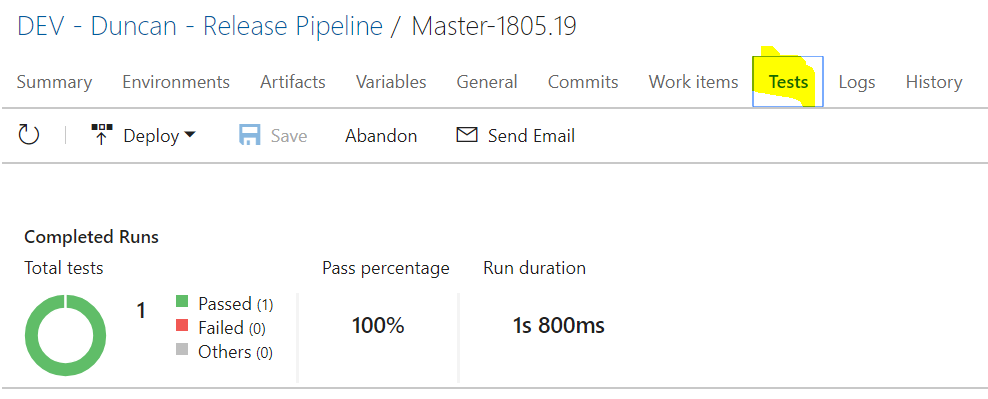 DEV - Duncan - Release Pipeline / Master-1805.19
Summary Environments Artifacts Variables General Commits Work items Tests Logs History
Deploy Save Abandon Send Email
Completed Runs
Total tests Pass percentage Run duration
1 Passed (1) 100% 1s 800ms
Failed (0)
Others (0)